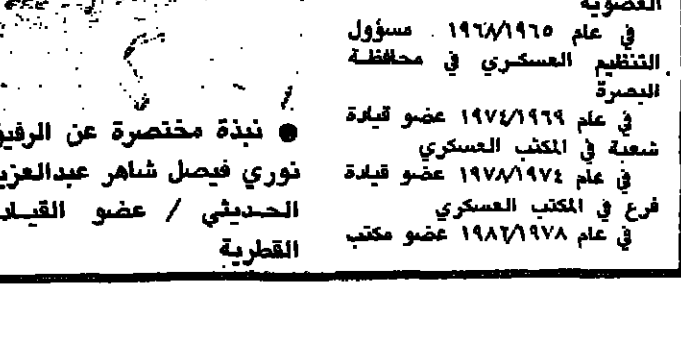 العضوية
في عام ١٩٦٨/١٩٦٥ مسؤول
التنظيم العسكري في محافظة
البصرة
في عام ١٩٧٤/١٩٦٩ عضو قيادة
شعبة في المكتب العسكري
في عام ١٩٧٨/١٩٧٤ عضو قيادة
فرع في المكتب العسكري
في عام ١٩٨٢/١٩٧٨ عضو مكتب
● نبذة مختصرة عن الرفيق
نوري فيصل شاهر عبدالعزيز
الحديثي / عضو القيادة
القطرية